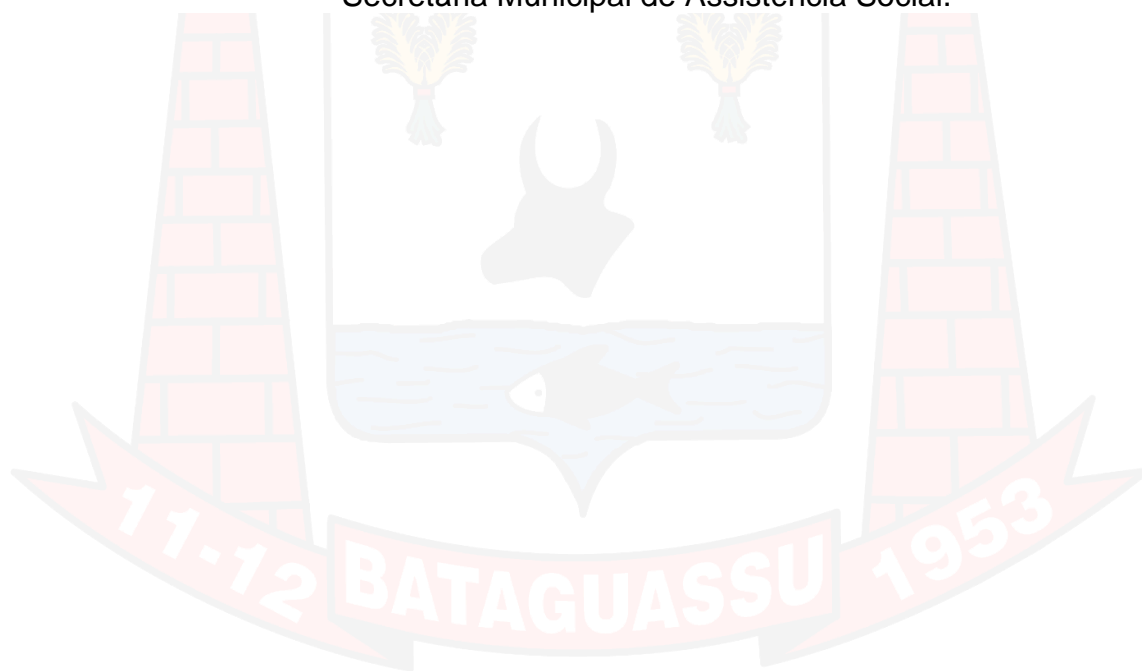 Secretaria Municipal de Assistência Social.
11-12 BATAGUASSU 1953